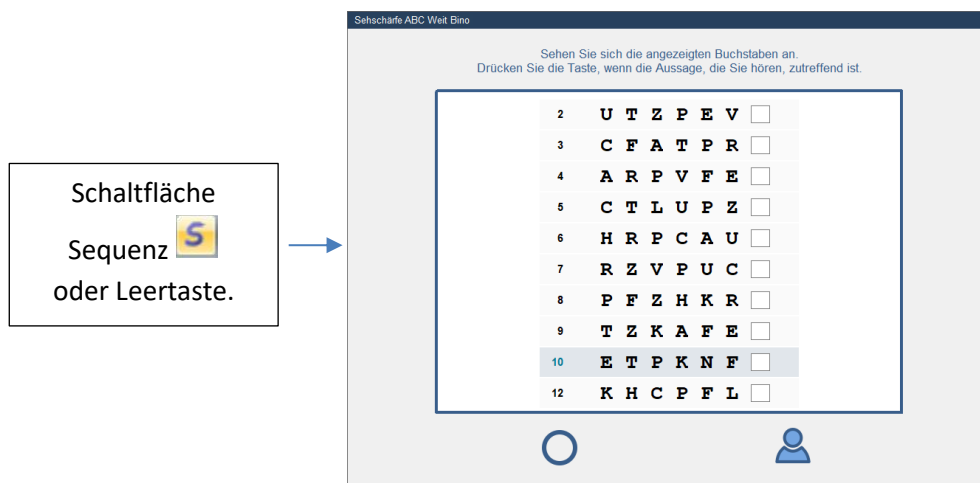 Schaltfläche
Sequenz S
oder Leertaste.
Sehschärfe ABC Weit Bino
Sehen Sie sich die angezeigten Buchstaben an.
Drücken Sie die Taste, wenn die Aussage, die Sie hören, zutreffend ist.
2 U T Z P E V
3 C F A T P R
4 A R P V F E
5 C T L U P Z
6 H R P C A U
7 R Z V P U C
8 P F Z H K R
9 T Z K A F E
10 E T P K N F
12 K H C P F L